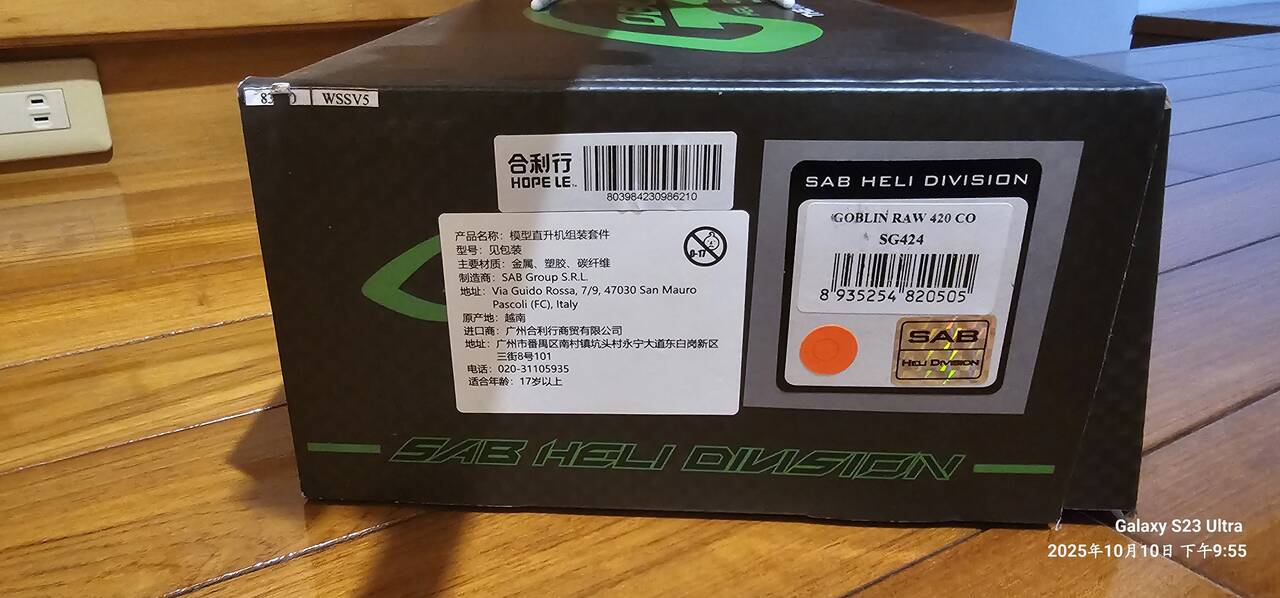 WSSV5
合利行
HOPE LE™
803984230986210
产品名称：模型直升机组装套件
型号：见包装
主要材质：金属、塑胶、碳纤维
制造商：SAB Group S.R.L.
地址：Via Guido Rossa, 7/9, 47030 San Mauro
Pascoli (FC), Italy
原产地：越南
进口商：广州合利行商贸有限公司
地址：广州市番禺区南村镇坑头村永宁大道东白岗新区
三街8号101
电话：020-31105935
适合年龄：17岁以上
0-17
SAB HELI DIVISION
GOBLIN RAW 420 CO
SG424
8 935254 820505
SAB
HELI DIVISION
SAB HELI DIVISION
Galaxy S23 Ultra
2025年10月10日 下午9:55